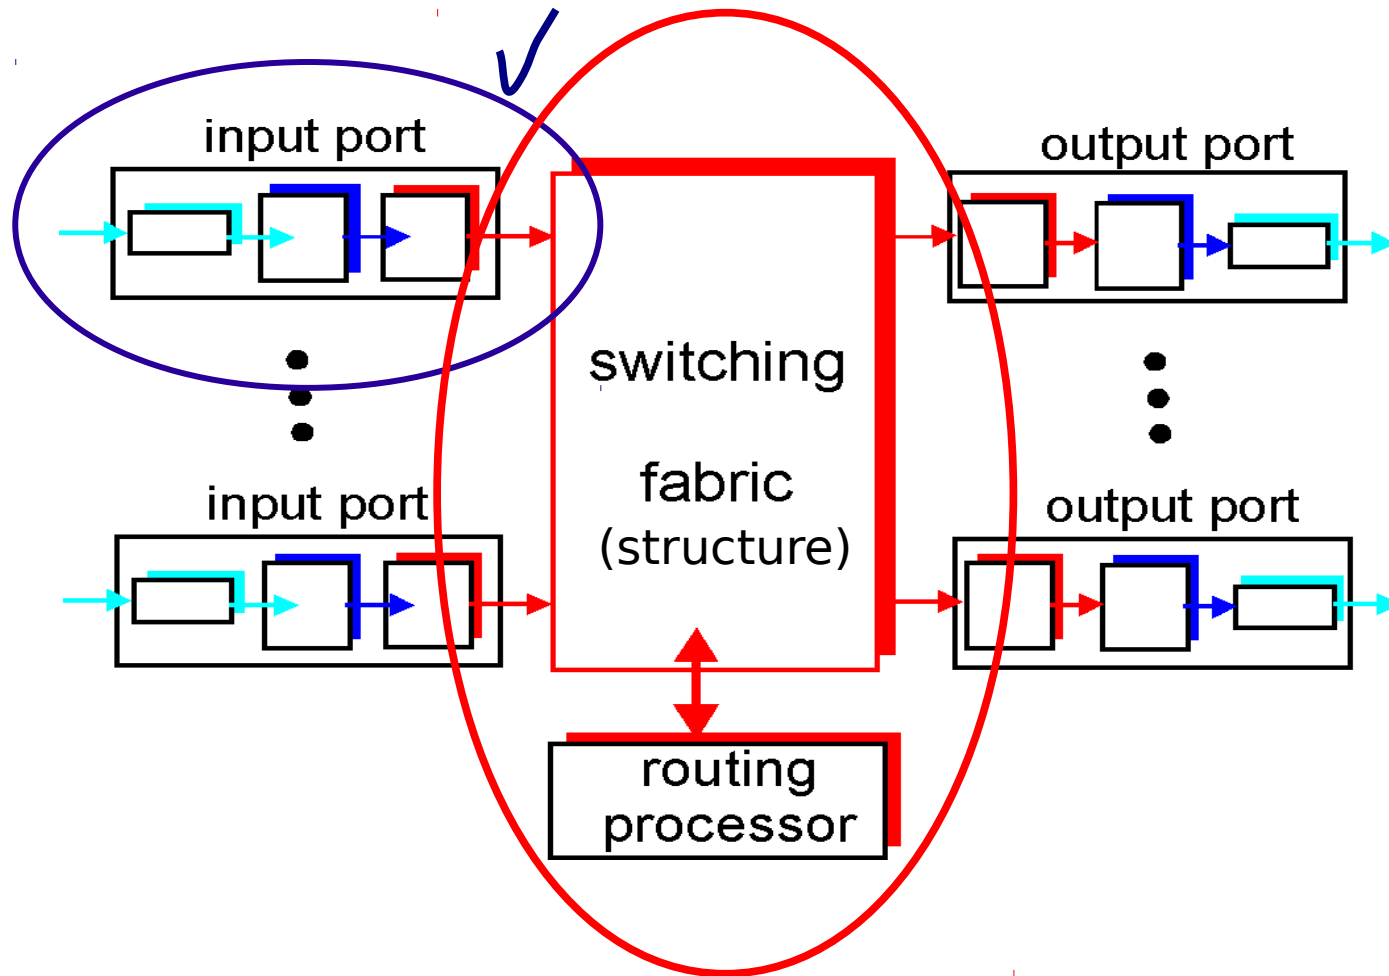 input port
output port
switching
fabric
(structure)
input port
output port
routing
processor